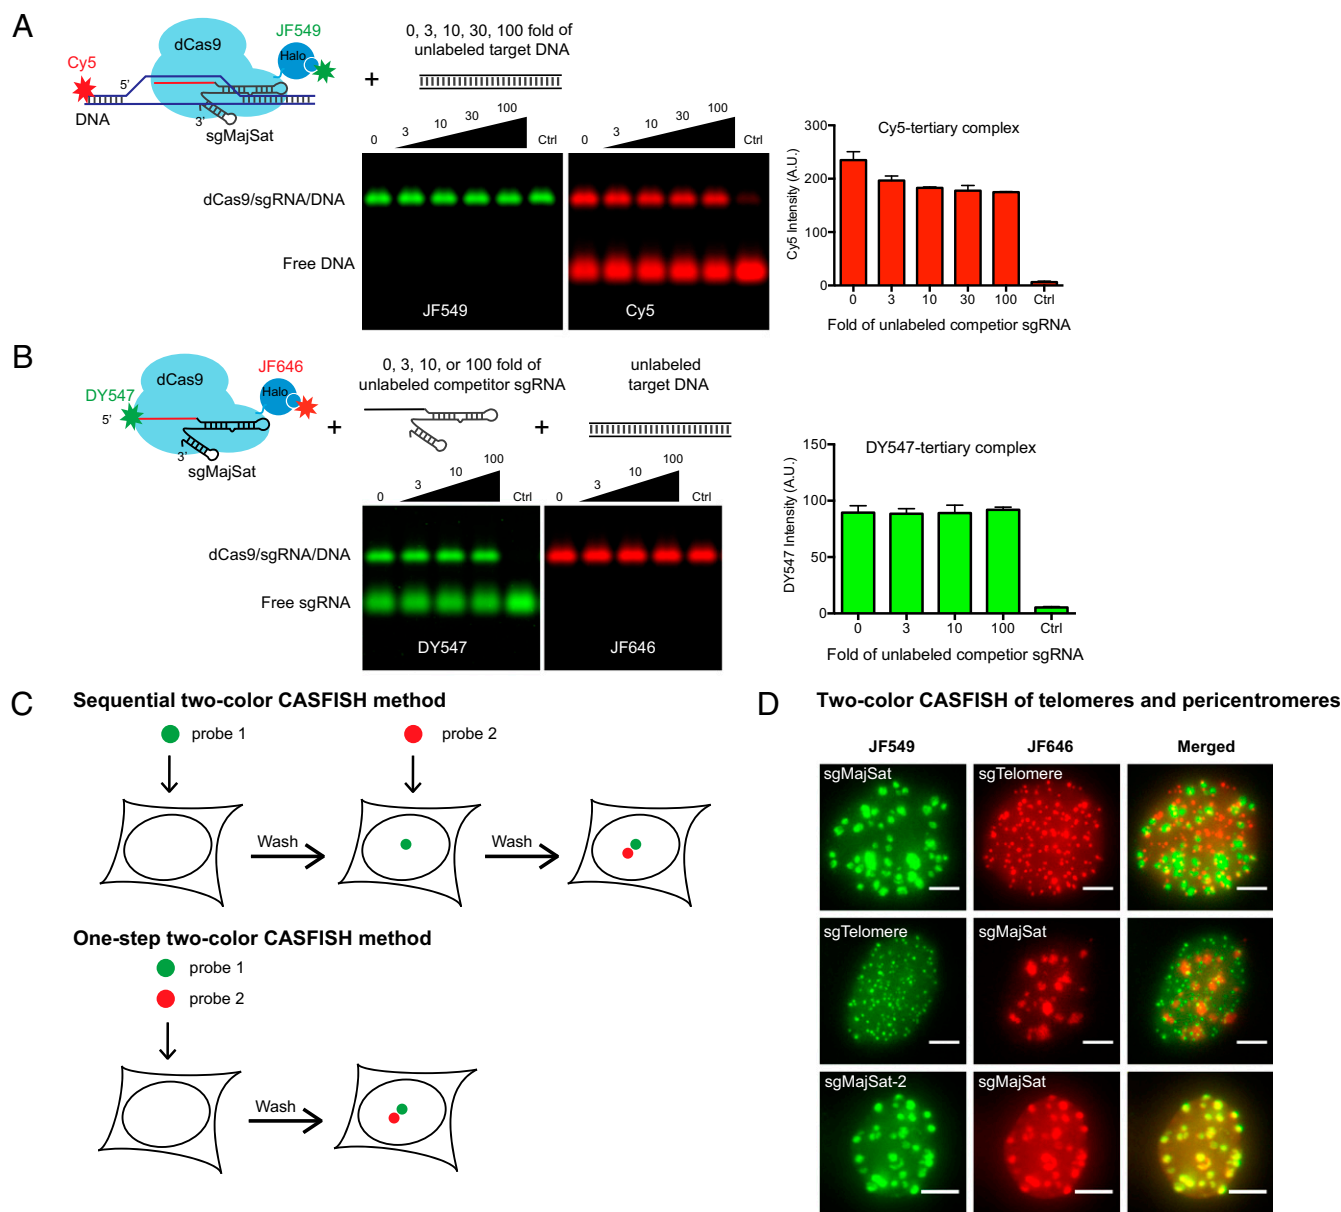 A
dCas9
JF549
Halo
Cy5
5'
DNA
3'
sgMajSat
+
0, 3, 10, 30, 100 fold of
unlabeled target DNA
0 3 10 30 100 Ctrl
0 3 10 30 100 Ctrl
dCas9/sgRNA/DNA
Free DNA
JF549
Cy5
Cy5-tertiary complex
Cy5 Intensity (A.U.)
300
200
100
0
0 3 10 30 100 Ctrl
Fold of unlabeled competior sgRNA
B
dCas9
JF646
Halo
DY547
5'
3'
sgMajSat
+
0, 3, 10, or 100 fold of
unlabeled competitor sgRNA
+
unlabeled
target DNA
0 3 10 100 Ctrl
0 3 10 100 Ctrl
dCas9/sgRNA/DNA
Free sgRNA
DY547
JF646
DY547-tertiary complex
DY547 Intensity (A.U.)
150
100
50
0
0 3 10 100 Ctrl
Fold of unlabeled competior sgRNA
C
Sequential two-color CASFISH method
probe 1
probe 2
Wash
Wash
One-step two-color CASFISH method
probe 1
probe 2
Wash
D
Two-color CASFISH of telomeres and pericentromeres
JF549 JF646 Merged
sgMajSat sgTelomere
sgTelomere sgMajSat
sgMajSat-2 sgMajSat